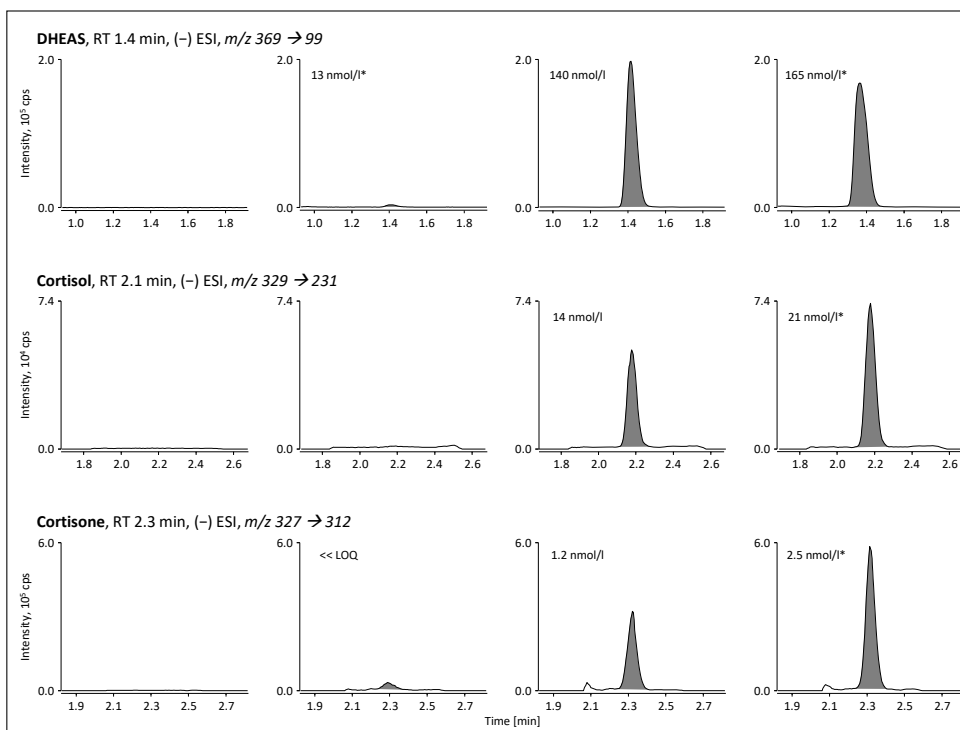 DHEAS, RT 1.4 min, (−) ESI, m/z 369 → 99
Intensity, 10⁵ cps
2.0
0.0
1.0 1.2 1.4 1.6 1.8
13 nmol/l*
2.0
0.0
1.0 1.2 1.4 1.6 1.8
140 nmol/l
2.0
0.0
1.0 1.2 1.4 1.6 1.8
165 nmol/l*
2.0
0.0
1.0 1.2 1.4 1.6 1.8
Cortisol, RT 2.1 min, (−) ESI, m/z 329 → 231
Intensity, 10⁴ cps
7.4
0.0
1.8 2.0 2.2 2.4 2.6
7.4
0.0
1.8 2.0 2.2 2.4 2.6
14 nmol/l
7.4
0.0
1.8 2.0 2.2 2.4 2.6
21 nmol/l*
7.4
0.0
1.8 2.0 2.2 2.4 2.6
Cortisone, RT 2.3 min, (−) ESI, m/z 327 → 312
Intensity, 10⁵ cps
6.0
0.0
1.9 2.1 2.3 2.5 2.7
<< LOQ
6.0
0.0
1.9 2.1 2.3 2.5 2.7
1.2 nmol/l
6.0
0.0
1.9 2.1 2.3 2.5 2.7
2.5 nmol/l*
6.0
0.0
1.9 2.1 2.3 2.5 2.7
Time [min]